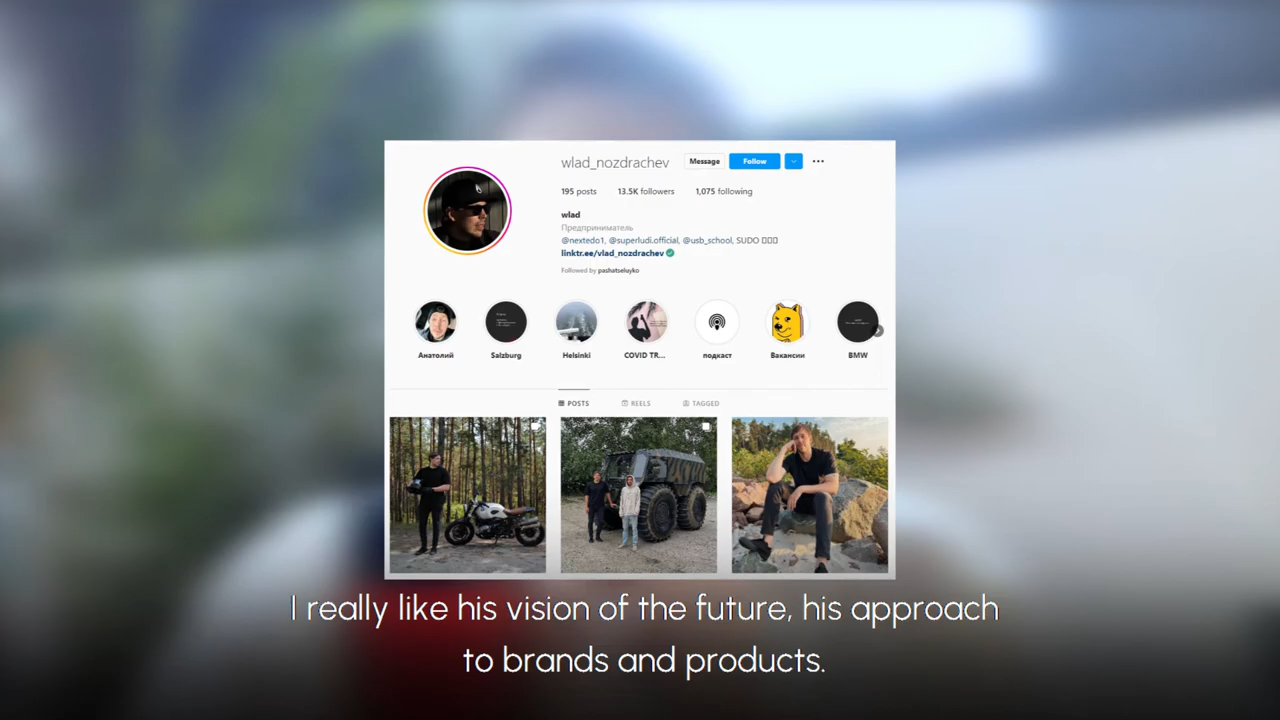 wlad_nozdrachev Message Follow
195 posts 13.5K followers 1,075 following
wlad
Предприниматель
@nextedo1, @superludi.official, @usb_school, SUDO
linktr.ee/vlad_nozdrachev
Followed by pashatseluyko
Анатолий Salzburg Helsinki COVID TR... подкаст Вакансии BMW
POSTS REELS TAGGED
I really like his vision of the future, his approach
to brands and products.